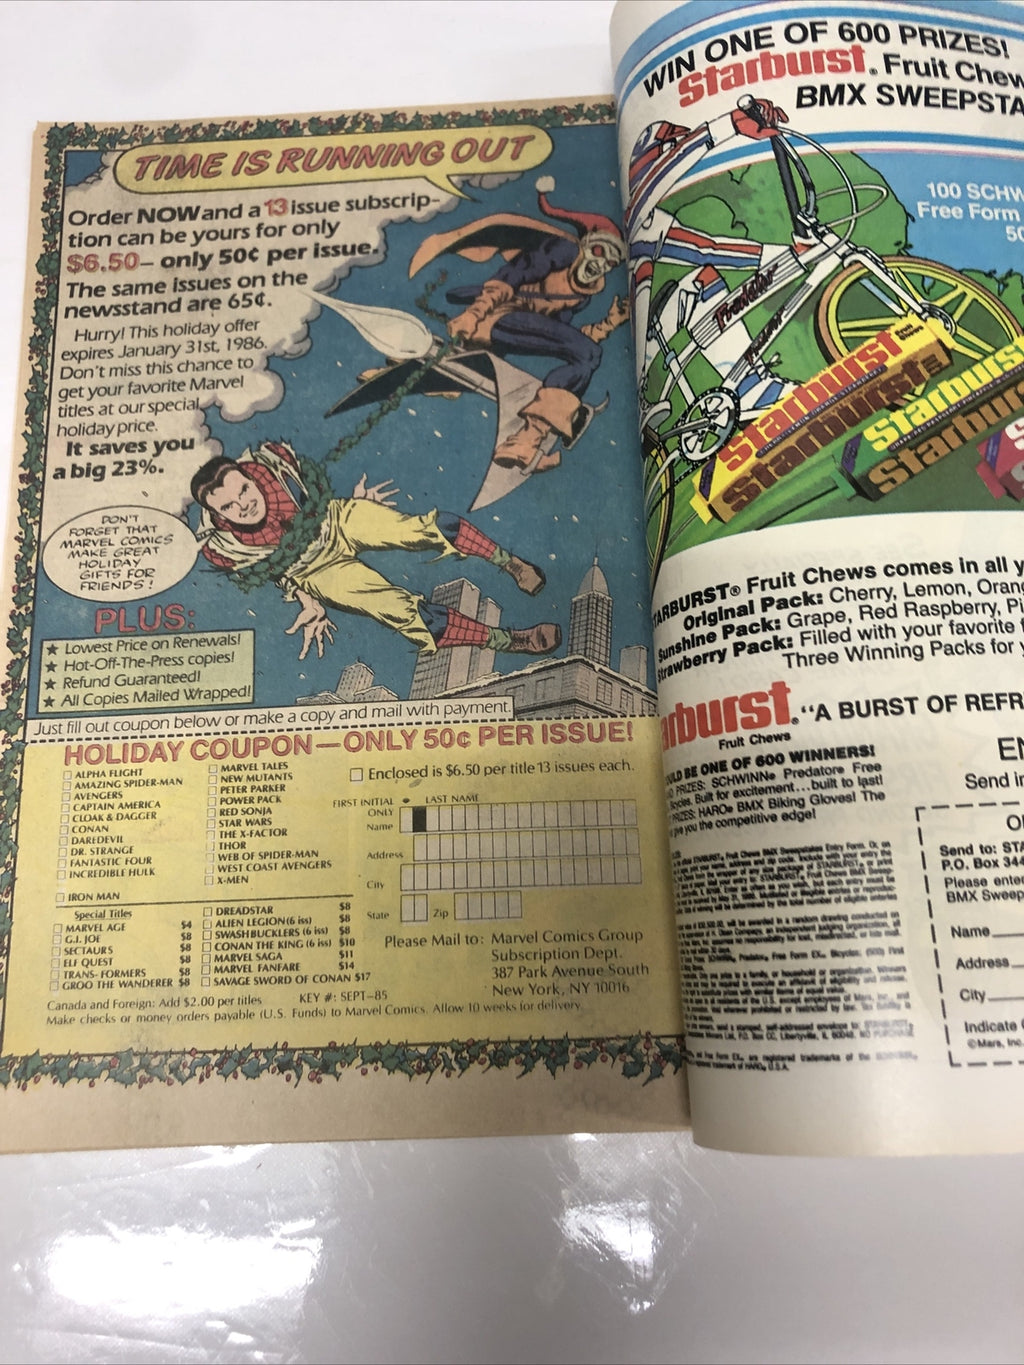 TIME IS RUNNING OUT
Order NOW and a 13 issue subscrip-
tion can be yours for only
$6.50– only 50¢ per issue.
The same issues on the
newsstand are 65¢.
Hurry! This holiday offer
expires January 31st, 1986.
Don't miss this chance to
get your favorite Marvel
titles at our special
holiday price.
It saves you
a big 23%.
DON'T
FORGET THAT
MARVEL COMICS
MAKE GREAT
HOLIDAY
GIFTS FOR
FRIENDS!
PLUS:
★ Lowest Price on Renewals!
★ Hot-Off-The-Press copies!
★ Refund Guaranteed!
★ All Copies Mailed Wrapped!
Just fill out coupon below or make a copy and mail with payment.
HOLIDAY COUPON—ONLY 50¢ PER ISSUE!
ALPHA FLIGHT
AMAZING SPIDER-MAN
AVENGERS
CAPTAIN AMERICA
CLOAK & DAGGER
CONAN
DAREDEVIL
DR. STRANGE
FANTASTIC FOUR
INCREDIBLE HULK
IRON MAN
MARVEL TALES
NEW MUTANTS
PETER PARKER
POWER PACK
RED SONJA
STAR WARS
THE X-FACTOR
THOR
WEB OF SPIDER-MAN
WEST COAST AVENGERS
X-MEN
Special Titles
MARVEL AGE $4
G.I. JOE $8
SECTAURS $8
ELF QUEST $8
TRANS-FORMERS $8
GROO THE WANDERER $8
DREADSTAR $8
ALIEN LEGION (6 iss) $8
SWASHBUCKLERS (6 iss) $8
CONAN THE KING (6 iss) $10
MARVEL SAGA $11
MARVEL FANFARE $14
SAVAGE SWORD OF CONAN $17
Enclosed is $6.50 per title 13 issues each.
FIRST INITIAL
ONLY
LAST NAME
Name
Address
City
State
Zip
Please Mail to: Marvel Comics Group
Subscription Dept.
387 Park Avenue South
New York, NY 10016
Canada and Foreign: Add $2.00 per titles KEY #: SEPT–85
Make checks or money orders payable (U.S. Funds) to Marvel Comics. Allow 10 weeks for delivery.
WIN ONE OF 600 PRIZES!
Starburst® Fruit Chew
BMX SWEEPSTA
100 SCHW
Free Form
50
Predator
Starburst
Starburst
Starburst
Starburst
STARBURST® Fruit Chews comes in all y
Original Pack: Cherry, Lemon, Orang
Sunshine Pack: Grape, Red Raspberry, Pi
Strawberry Pack: Filled with your favorite
Three Winning Packs for y
arburst® "A BURST OF REFR
Fruit Chews
ULD BE ONE OF 600 WINNERS!
PRIZES: SCHWINN® Predator® Free
Built for excitement...built to last!
PRIZES: HARO® BMX Biking Gloves! The
give you the competitive edge!
EN
Send in
Send to: STA
P.O. Box 344
Please ente
BMX Sweep
Name
Address
City
Indicate
©Mars, Inc.